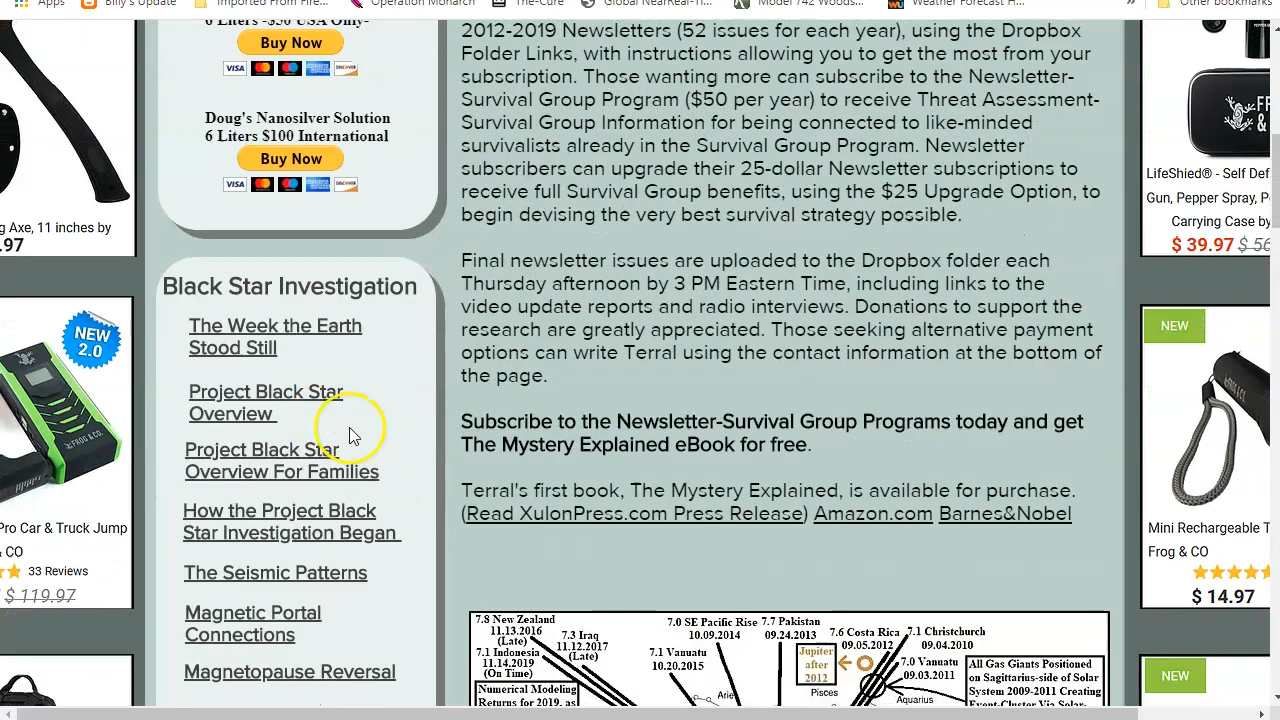 Apps
Billy's Update
Operation Monarch
The-Cure
Global NearReal-Ti...
Model 742 Woods...
Weather Forecast H...
»
Other bookmarks
6 Liters -$50 USA Only-
Buy Now
VISA
DISCOVER
Doug's Nanosilver Solution
6 Liters $100 International
Buy Now
VISA
DISCOVER
Black Star Investigation
The Week the Earth
Stood Still
Project Black Star
Overview
Project Black Star
Overview For Families
How the Project Black
Star Investigation Began
The Seismic Patterns
Magnetic Portal
Connections
Magnetopause Reversal
2012-2019 Newsletters (52 issues for each year), using the Dropbox
Folder Links, with instructions allowing you to get the most from your
subscription. Those wanting more can subscribe to the Newsletter-
Survival Group Program ($50 per year) to receive Threat Assessment-
Survival Group Information for being connected to like-minded
survivalists already in the Survival Group Program. Newsletter
subscribers can upgrade their 25-dollar Newsletter subscriptions to
receive full Survival Group benefits, using the $25 Upgrade Option, to
begin devising the very best survival strategy possible.
Final newsletter issues are uploaded to the Dropbox folder each
Thursday afternoon by 3 PM Eastern Time, including links to the
video update reports and radio interviews. Donations to support the
research are greatly appreciated. Those seeking alternative payment
options can write Terral using the contact information at the bottom of
the page.
Subscribe to the Newsletter-Survival Group Programs today and get
The Mystery Explained eBook for free.
Terral's first book, The Mystery Explained, is available for purchase.
(Read XulonPress.com Press Release) Amazon.com Barnes&Nobel
7.8 New Zealand
11.13.2016
(Late)
7.3 Iraq
11.12.2017
(Late)
7.1 Indonesia
11.14.2019
(On Time)
Numerical Modeling
Returns for 2019, as
7.0 SE Pacific Rise
10.09.2014
7.1 Vanuatu
10.20.2015
7.7 Pakistan
09.24.2013
7.6 Costa Rica
09.05.2012
7.1 Christchurch
09.04.2010
7.0 Vanuatu
09.03.2011
Jupiter
after
2012
Pisces
Aquarius
All Gas Giants Positioned
on Sagittarius-side of Solar
System 2009-2011 Creating
Event-Cluster Via Solar-
g Axe, 11 inches by
.97
NEW
2.0
FROG & CO.
Pro Car & Truck Jump
& CO
33 Reviews
$ 119.97
LifeShied® - Self Def
Gun, Pepper Spray, P
Carrying Case by
$ 39.97
NEW
Mini Rechargeable T
Frog & CO
$ 14.97
NEW